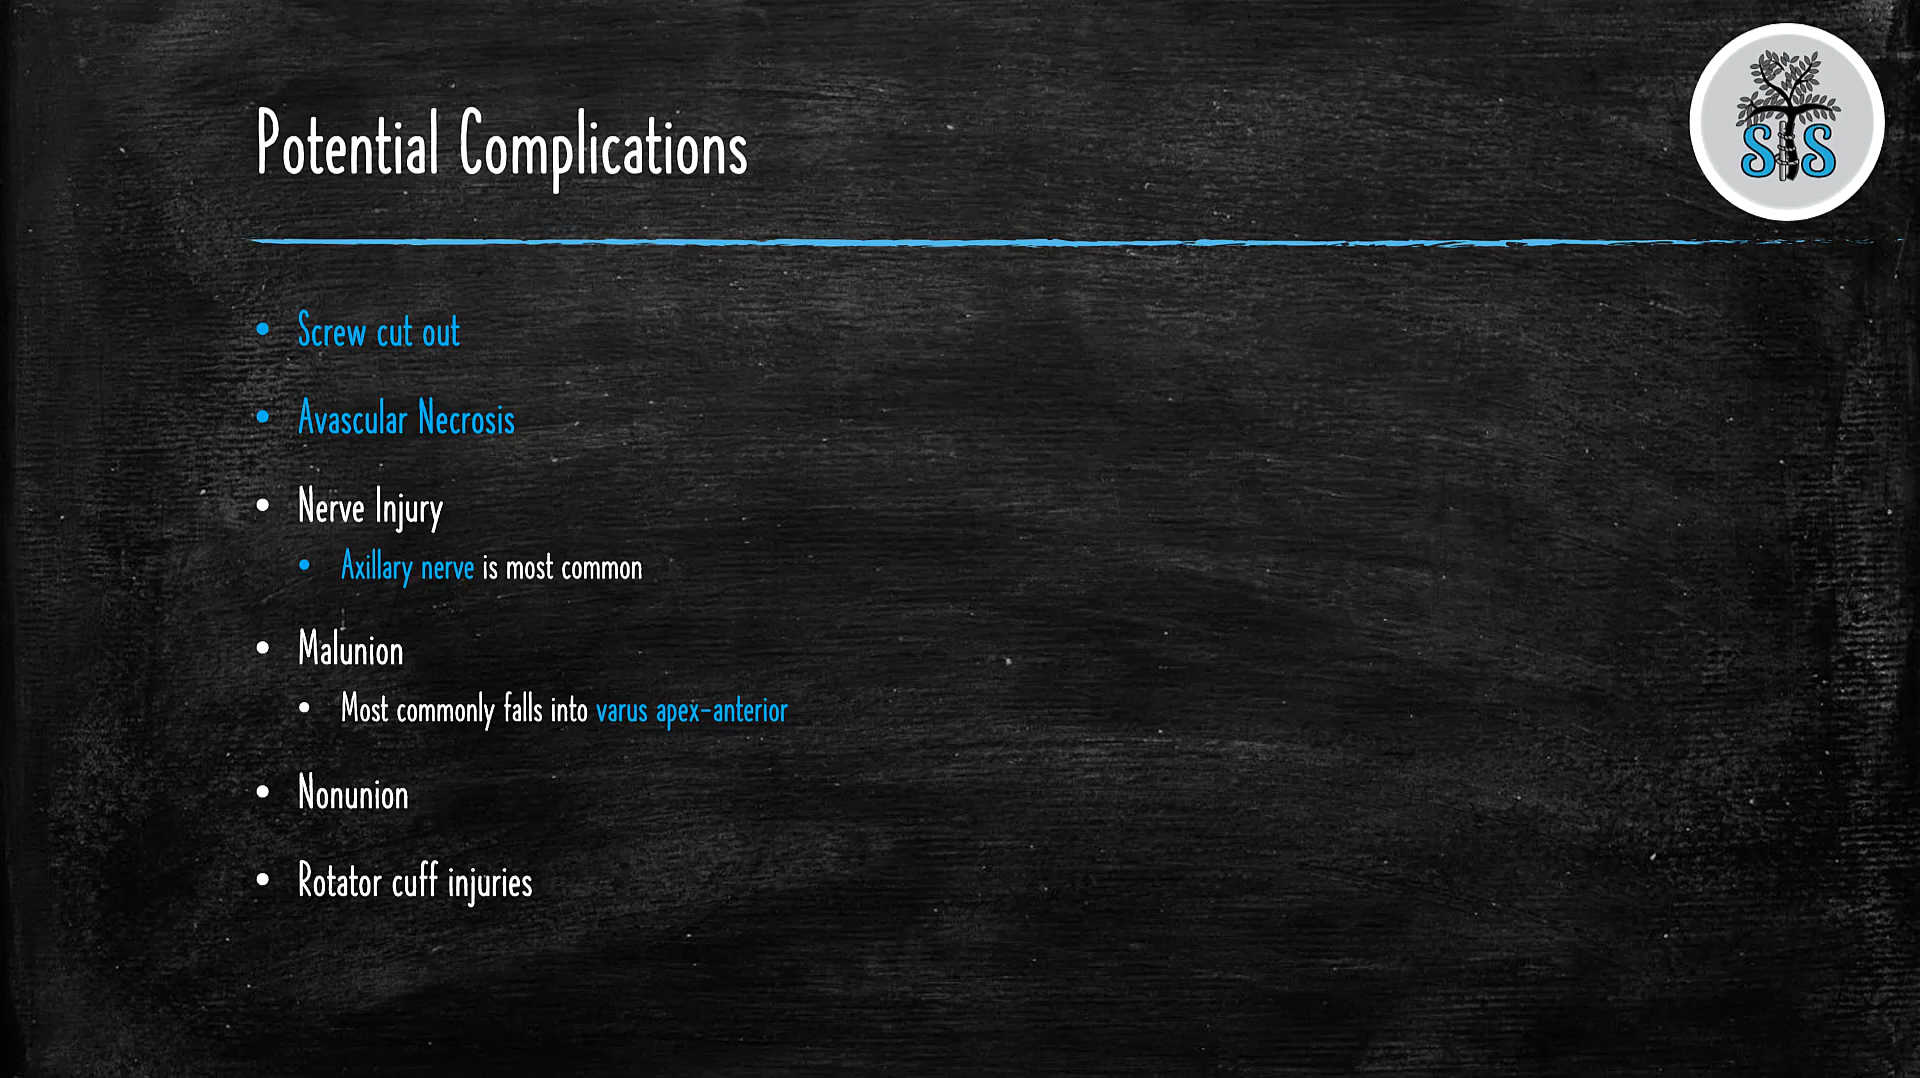 Potential Complications
SIS
• Screw cut out
• Avascular Necrosis
• Nerve Injury
• Axillary nerve is most common
• Malunion
• Most commonly falls into varus apex-anterior
• Nonunion
• Rotator cuff injuries